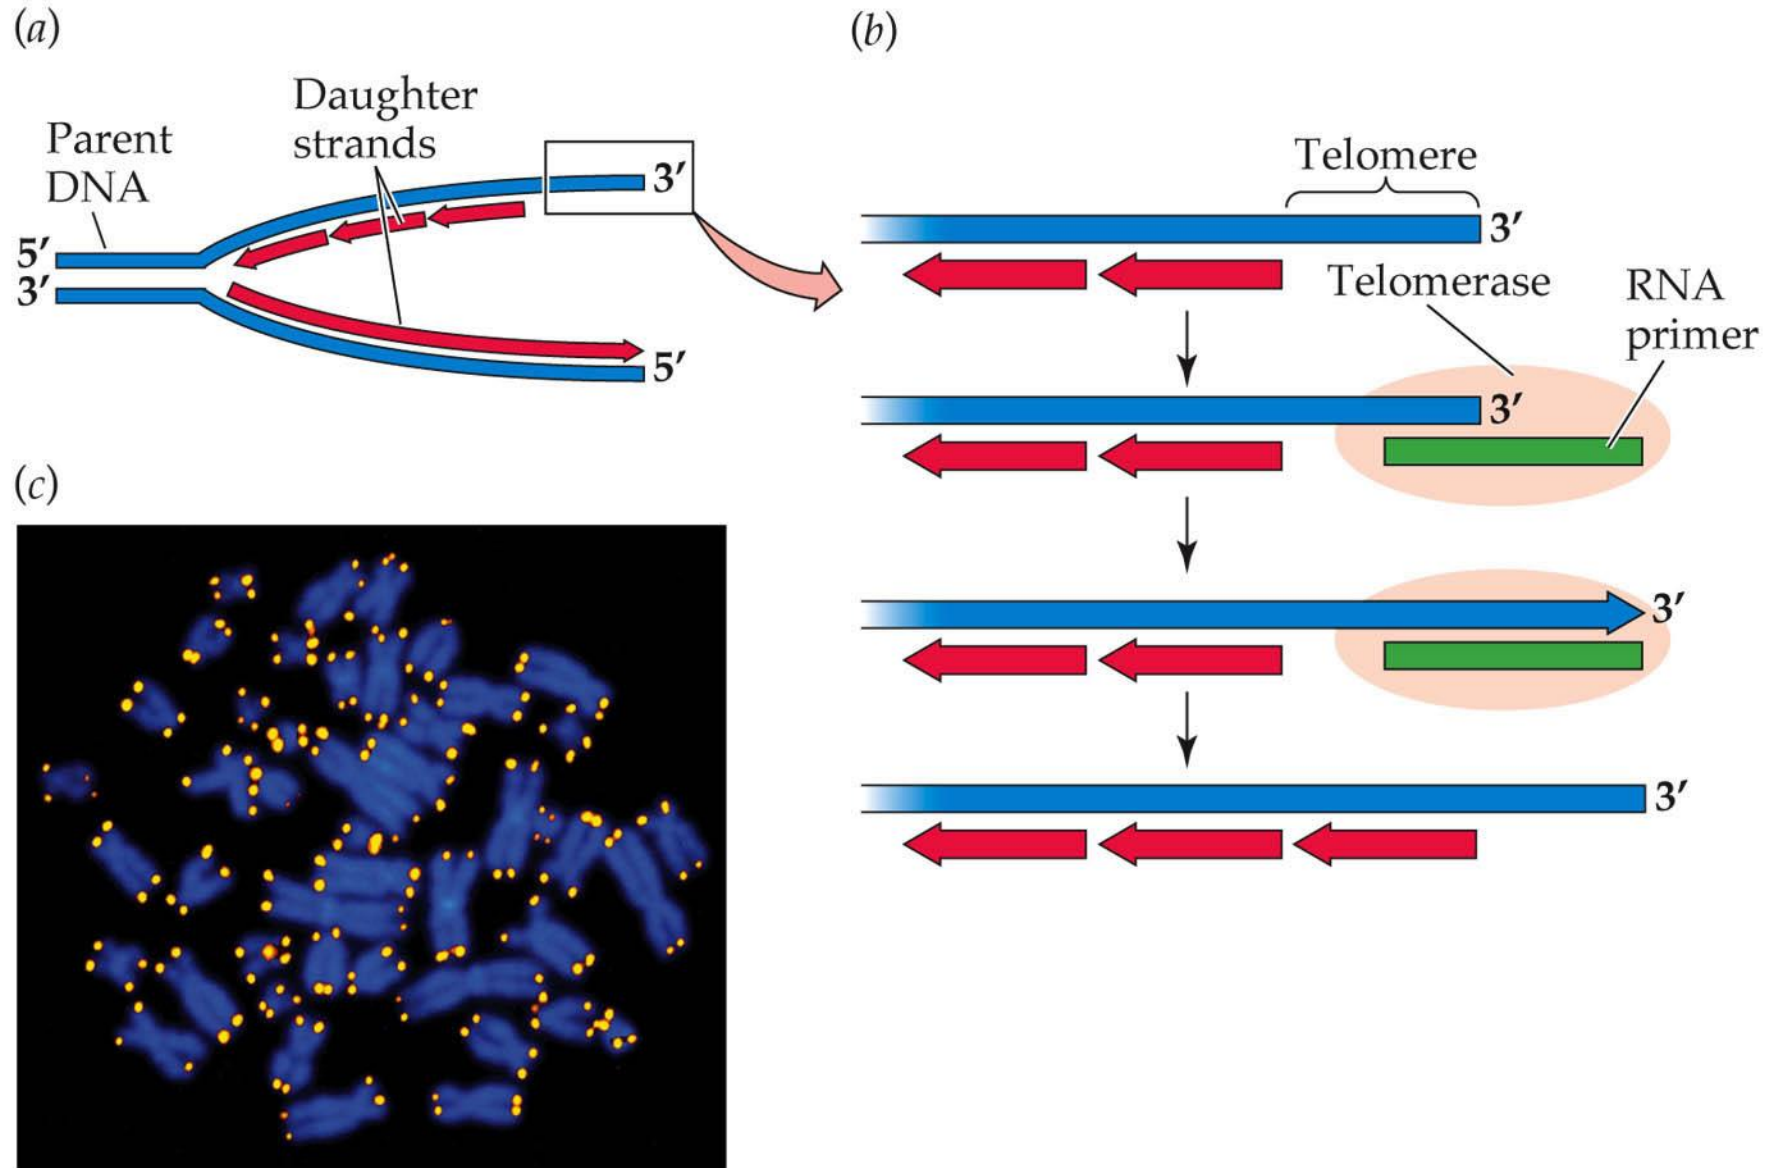 (a)
Daughter
strands
Parent
DNA
3′
5′
3′
5′
(b)
Telomere
3′
Telomerase
RNA
primer
3′
3′
3′
(c)